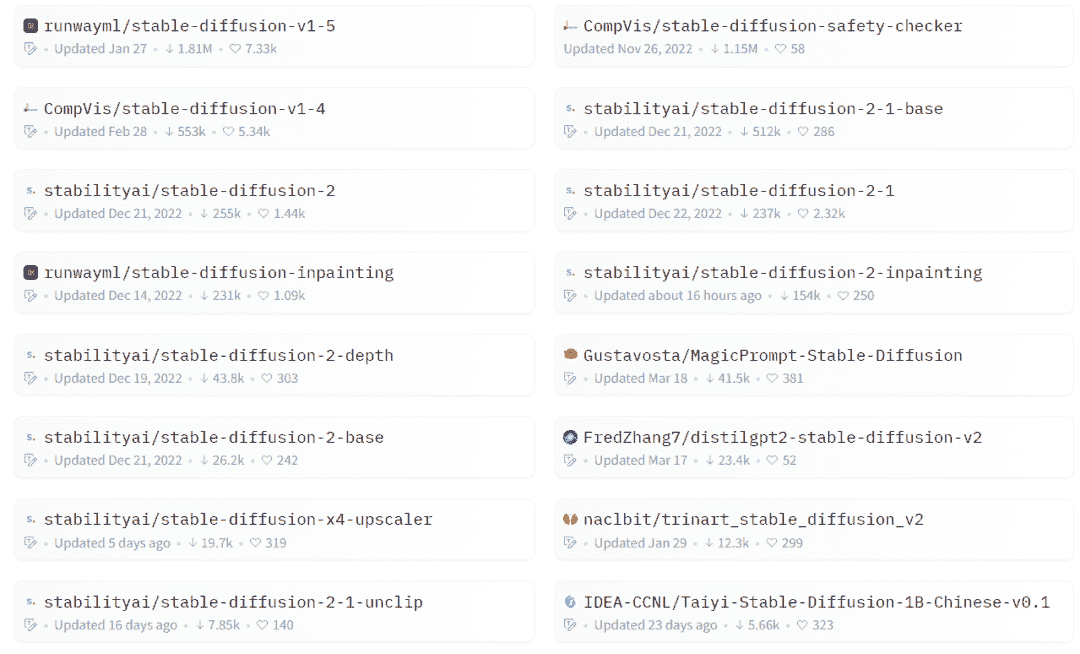 runwayml/stable-diffusion-v1-5
• Updated Jan 27 • ↓ 1.81M • ♡ 7.33k
CompVis/stable-diffusion-safety-checker
Updated Nov 26, 2022 • ↓ 1.15M • ♡ 58
CompVis/stable-diffusion-v1-4
• Updated Feb 28 • ↓ 553k • ♡ 5.34k
s. stabilityai/stable-diffusion-2-1-base
• Updated Dec 21, 2022 • ↓ 512k • ♡ 286
s. stabilityai/stable-diffusion-2
• Updated Dec 21, 2022 • ↓ 255k • ♡ 1.44k
s. stabilityai/stable-diffusion-2-1
• Updated Dec 22, 2022 • ↓ 237k • ♡ 2.32k
runwayml/stable-diffusion-inpainting
• Updated Dec 14, 2022 • ↓ 231k • ♡ 1.09k
s. stabilityai/stable-diffusion-2-inpainting
• Updated about 16 hours ago • ↓ 154k • ♡ 250
s. stabilityai/stable-diffusion-2-depth
• Updated Dec 19, 2022 • ↓ 43.8k • ♡ 303
Gustavosta/MagicPrompt-Stable-Diffusion
• Updated Mar 18 • ↓ 41.5k • ♡ 381
s. stabilityai/stable-diffusion-2-base
• Updated Dec 21, 2022 • ↓ 26.2k • ♡ 242
FredZhang7/distilgpt2-stable-diffusion-v2
• Updated Mar 17 • ↓ 23.4k • ♡ 52
s. stabilityai/stable-diffusion-x4-upscaler
• Updated 5 days ago • ↓ 19.7k • ♡ 319
naclbit/trinart_stable_diffusion_v2
• Updated Jan 29 • ↓ 12.3k • ♡ 299
s. stabilityai/stable-diffusion-2-1-unclip
• Updated 16 days ago • ↓ 7.85k • ♡ 140
IDEA-CCNL/Taiyi-Stable-Diffusion-1B-Chinese-v0.1
• Updated 23 days ago • ↓ 5.66k • ♡ 323